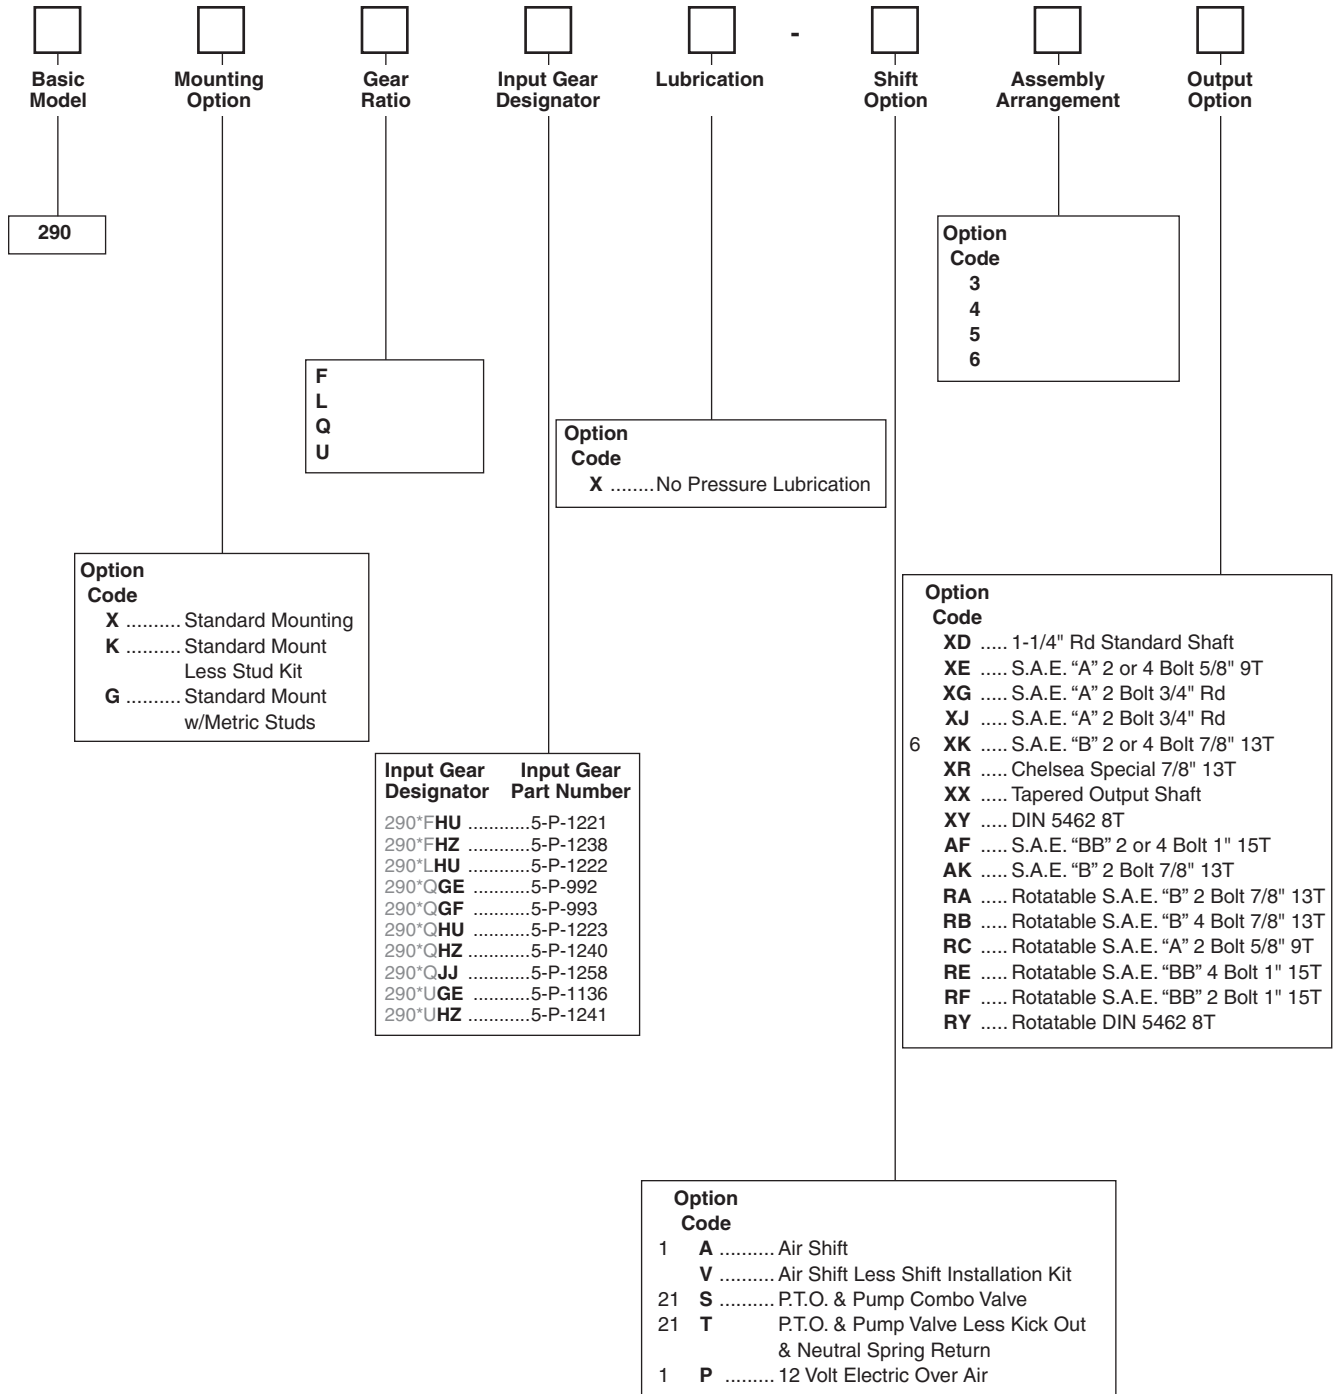 -
Basic Model
Mounting Option
Gear Ratio
Input Gear Designator
Lubrication
Shift Option
Assembly Arrangement
Output Option
290
Option
Code
3
4
5
6
F
L
Q
U
Option
Code
X ........No Pressure Lubrication
Option
Code
X .......... Standard Mounting
K .......... Standard Mount
Less Stud Kit
G .......... Standard Mount
w/Metric Studs
Input Gear Designator Input Gear Part Number
290*FHU ............5-P-1221
290*FHZ ............5-P-1238
290*LHU ............5-P-1222
290*QGE ...........5-P-992
290*QGF ...........5-P-993
290*QHU ...........5-P-1223
290*QHZ ............5-P-1240
290*QJJ ............5-P-1258
290*UGE ...........5-P-1136
290*UHZ ............5-P-1241
Option
Code
XD ..... 1-1/4" Rd Standard Shaft
XE ..... S.A.E. “A” 2 or 4 Bolt 5/8" 9T
XG ..... S.A.E. “A” 2 Bolt 3/4" Rd
XJ ..... S.A.E. “A” 2 Bolt 3/4" Rd
6 XK ..... S.A.E. “B” 2 or 4 Bolt 7/8" 13T
XR ..... Chelsea Special 7/8" 13T
XX ..... Tapered Output Shaft
XY ..... DIN 5462 8T
AF ..... S.A.E. “BB” 2 or 4 Bolt 1" 15T
AK ..... S.A.E. “B” 2 Bolt 7/8" 13T
RA ..... Rotatable S.A.E. “B” 2 Bolt 7/8" 13T
RB ..... Rotatable S.A.E. “B” 4 Bolt 7/8" 13T
RC ..... Rotatable S.A.E. “A” 2 Bolt 5/8" 9T
RE ..... Rotatable S.A.E. “BB” 4 Bolt 1" 15T
RF ..... Rotatable S.A.E. “BB” 2 Bolt 1" 15T
RY ..... Rotatable DIN 5462 8T
Option
Code
1 A .......... Air Shift
V .......... Air Shift Less Shift Installation Kit
21 S .......... P.T.O. & Pump Combo Valve
21 T P.T.O. & Pump Valve Less Kick Out
& Neutral Spring Return
1 P ......... 12 Volt Electric Over Air